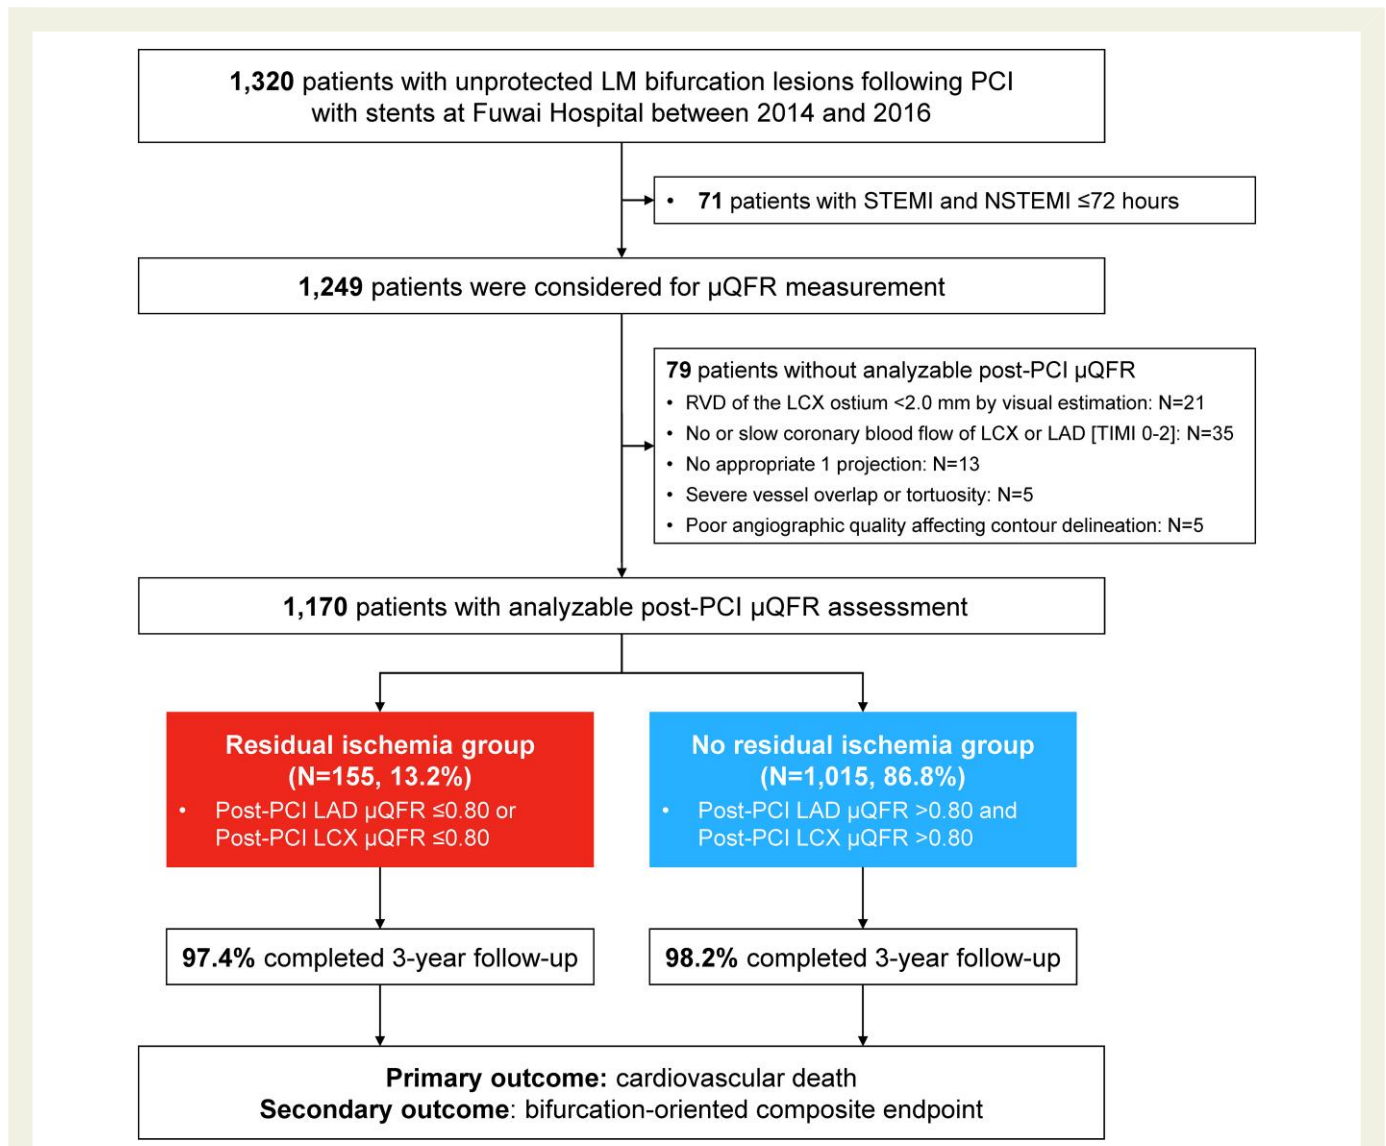 1,320 patients with unprotected LM bifurcation lesions following PCI
with stents at Fuwai Hospital between 2014 and 2016
• 71 patients with STEMI and NSTEMI ≤72 hours
1,249 patients were considered for μQFR measurement
79 patients without analyzable post-PCI μQFR
• RVD of the LCX ostium <2.0 mm by visual estimation: N=21
• No or slow coronary blood flow of LCX or LAD [TIMI 0-2]: N=35
• No appropriate 1 projection: N=13
• Severe vessel overlap or tortuosity: N=5
• Poor angiographic quality affecting contour delineation: N=5
1,170 patients with analyzable post-PCI μQFR assessment
Residual ischemia group
(N=155, 13.2%)
• Post-PCI LAD μQFR ≤0.80 or
Post-PCI LCX μQFR ≤0.80
No residual ischemia group
(N=1,015, 86.8%)
• Post-PCI LAD μQFR >0.80 and
Post-PCI LCX μQFR >0.80
97.4% completed 3-year follow-up
98.2% completed 3-year follow-up
Primary outcome: cardiovascular death
Secondary outcome: bifurcation-oriented composite endpoint